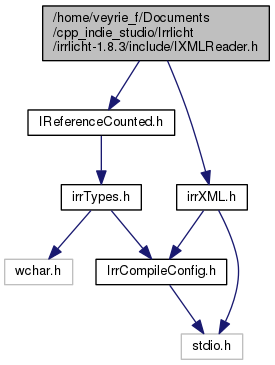 /home/veyrie_f/Documents
/cpp_indie_studio/Irrlicht
/irrlicht-1.8.3/include/IXMLReader.h
IReferenceCounted.h
irrTypes.h
irrXML.h
wchar.h
IrrCompileConfig.h
stdio.h